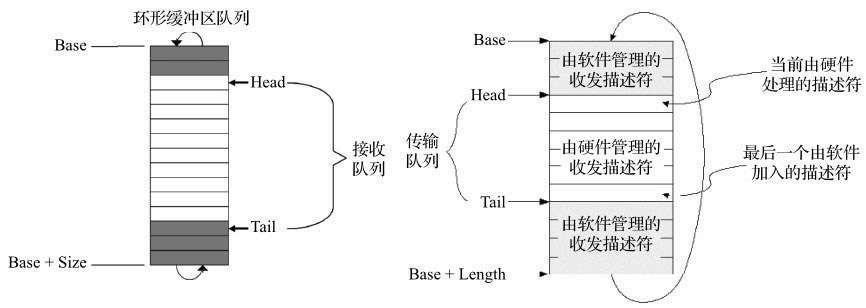 环形缓冲区队列
Base
Head
接收
队列
Tail
Base + Size
Base
由软件管理的
收发描述符
当前由硬件
处理的描述符
Head
传输
队列
由硬件管理的
收发描述符
最后一个由软件
加入的描述符
Tail
由软件管理的
收发描述符
Base + Length